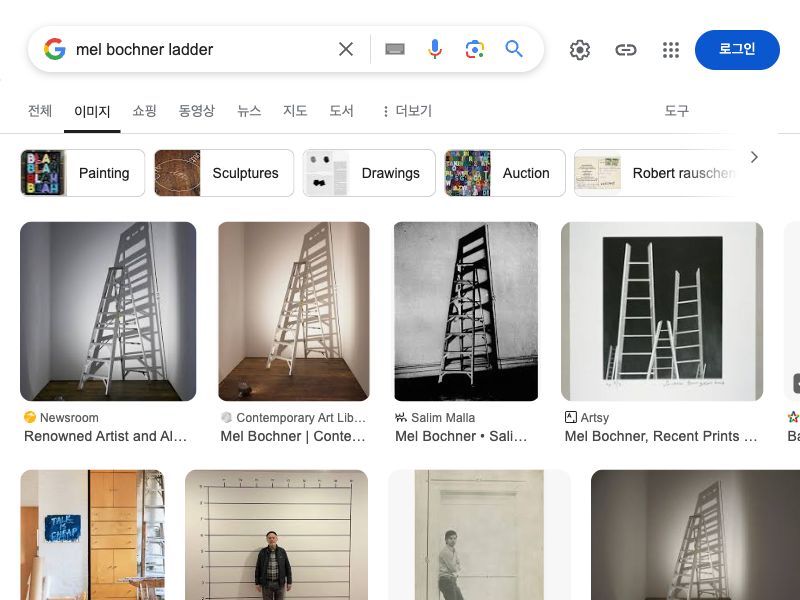 mel bochner ladder
로그인
전체 이미지 쇼핑 동영상 뉴스 지도 도서 더보기 도구
Painting Sculptures Drawings Auction Robert rauschen
Newsroom
Renowned Artist and Al...
Contemporary Art Lib...
Mel Bochner | Conte...
Salim Malla
Mel Bochner • Sali...
Artsy
Mel Bochner, Recent Prints ...
Ba
TALK
IS
CHEAP